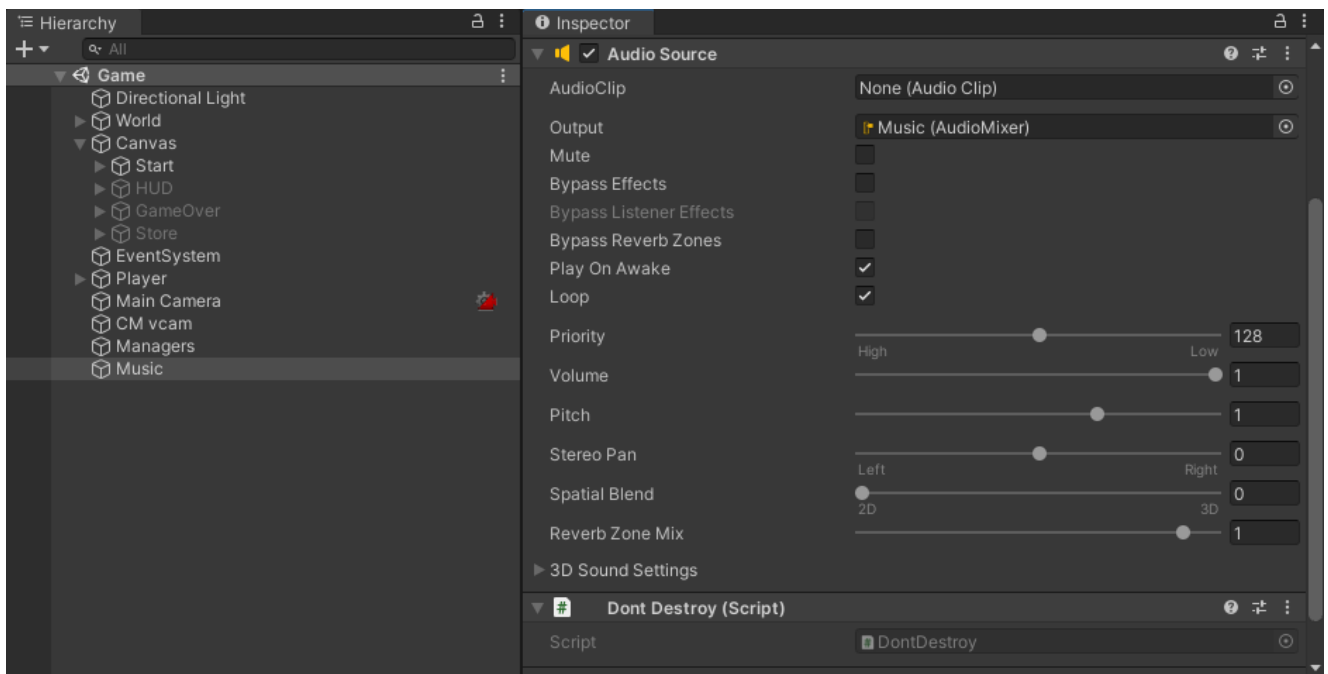 Hierarchy
All
Game
Directional Light
World
Canvas
Start
HUD
GameOver
Store
EventSystem
Player
Main Camera
CM vcam
Managers
Music
Inspector
Audio Source
AudioClip None (Audio Clip)
Output Music (AudioMixer)
Mute
Bypass Effects
Bypass Listener Effects
Bypass Reverb Zones
Play On Awake
Loop
Priority 128
High Low
Volume 1
Pitch 1
Stereo Pan 0
Left Right
Spatial Blend 0
2D 3D
Reverb Zone Mix 1
3D Sound Settings
# Dont Destroy (Script)
Script # DontDestroy